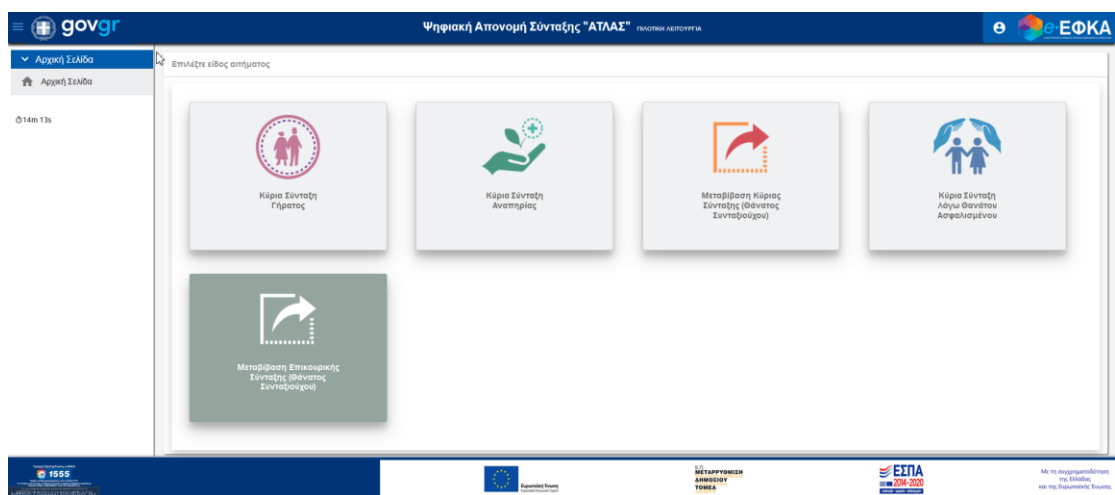 govgr
Ψηφιακή Απονομή Σύνταξης "ΑΤΛΑΣ" ΠΙΛΟΤΙΚΗ ΛΕΙΤΟΥΡΓΙΑ
e-ΕΦΚΑ
Αρχική Σελίδα
Αρχική Σελίδα
14m 13s
Επιλέξτε είδος αιτήματος
Κύρια Σύνταξη
Γήρατος
Κύρια Σύνταξη
Αναπηρίας
Μεταβίβαση Κύριας
Σύνταξης (Θάνατος
Συνταξιούχου)
Κύρια Σύνταξη
Λόγω Θανάτου
Ασφαλισμένου
Μεταβίβαση Επικουρικής
Σύνταξης (Θάνατος
Συνταξιούχου)
1555
Ευρωπαϊκή Ένωση
ΜΕΤΑΡΡΥΘΜΙΣΗ
ΔΗΜΟΣΙΟΥ
ΤΟΜΕΑ
ΕΣΠΑ
2014-2020
Με τη συγχρηματοδότηση
της Ελλάδας
και της Ευρωπαϊκής Ένωσης